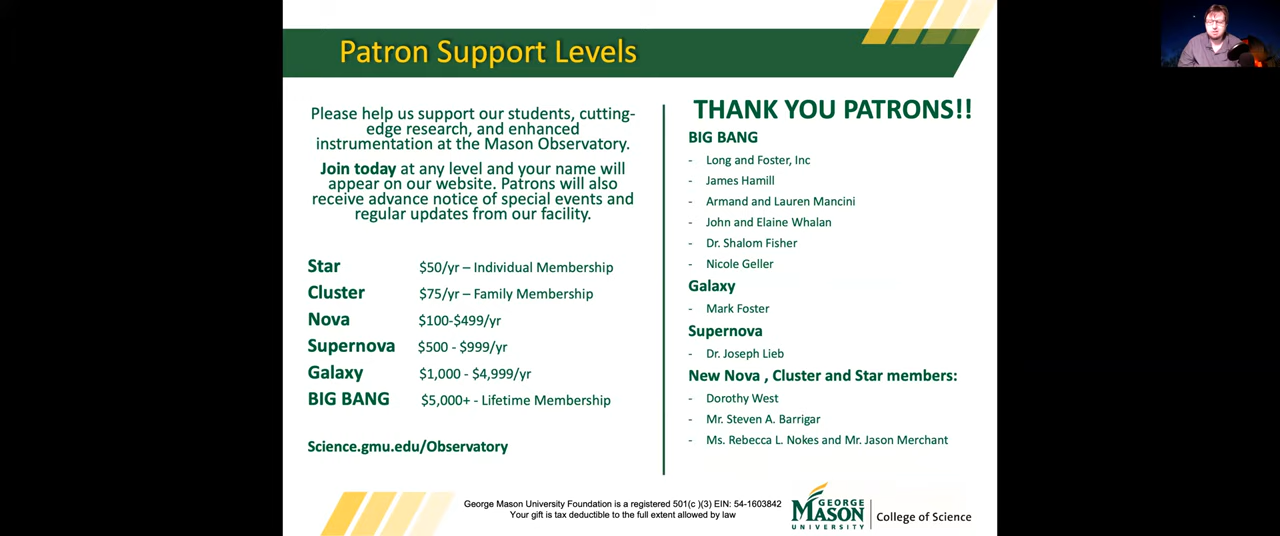 Patron Support Levels
Please help us support our students, cutting-
edge research, and enhanced
instrumentation at the Mason Observatory.
Join today at any level and your name will
appear on our website. Patrons will also
receive advance notice of special events and
regular updates from our facility.
Star $50/yr – Individual Membership
Cluster $75/yr – Family Membership
Nova $100-$499/yr
Supernova $500 - $999/yr
Galaxy $1,000 - $4,999/yr
BIG BANG $5,000+ - Lifetime Membership
Science.gmu.edu/Observatory
THANK YOU PATRONS!!
BIG BANG
- Long and Foster, Inc
- James Hamill
- Armand and Lauren Mancini
- John and Elaine Whalan
- Dr. Shalom Fisher
- Nicole Geller
Galaxy
- Mark Foster
Supernova
- Dr. Joseph Lieb
New Nova , Cluster and Star members:
- Dorothy West
- Mr. Steven A. Barrigar
- Ms. Rebecca L. Nokes and Mr. Jason Merchant
George Mason University Foundation is a registered 501(c )(3) EIN: 54-1603842
Your gift is tax deductible to the full extent allowed by law
GEORGE
MASON
UNIVERSITY
College of Science